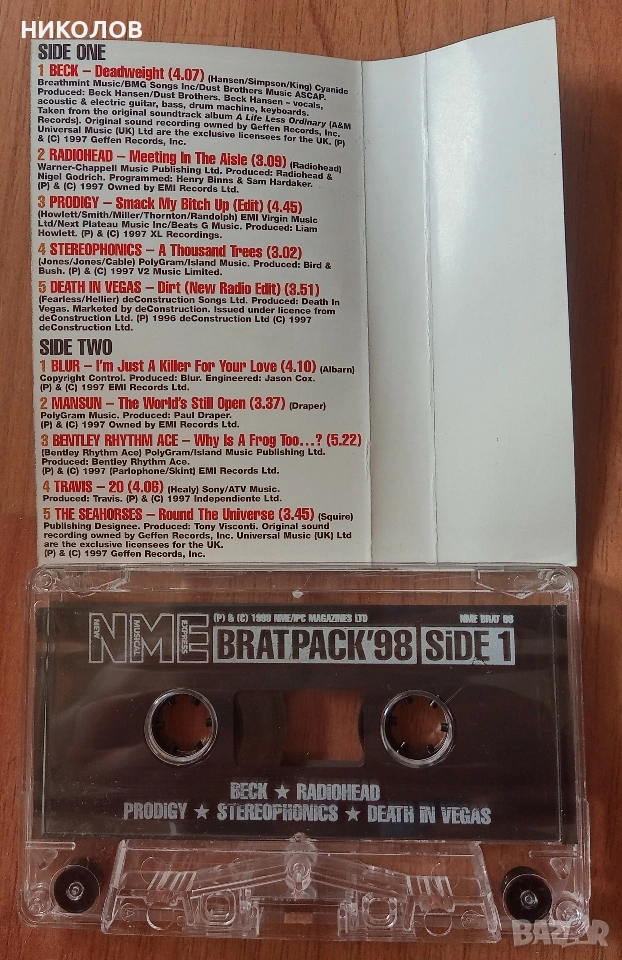 НИКОЛОВ
SIDE ONE
1 BECK – Deadweight (4.07) (Hansen/Simpson/King) Cyanide
Breathmint Music/BMG Songs Inc/Dust Brothers Music ASCAP.
Produced: Beck Hansen/Dust Brothers. Beck Hansen – vocals,
acoustic & electric guitar, bass, drum machine, keyboards.
Taken from the original soundtrack album A Life Less Ordinary (A&M
Records). Original sound recording owned by Geffen Records, Inc.
Universal Music (UK) Ltd are the exclusive licensees for the UK. (P)
& (C) 1997 Geffen Records, Inc.
2 RADIOHEAD – Meeting In The Aisle (3.09) (Radiohead)
Warner-Chappell Music Publishing Ltd. Produced: Radiohead &
Nigel Godrich. Programmed: Henry Binns & Sam Hardaker.
(P) & (C) 1997 Owned by EMI Records Ltd.
3 PRODIGY – Smack My Bitch Up (Edit) (4.45)
(Howlett/Smith/Miller/Thornton/Randolph) EMI Virgin Music
Ltd/Next Plateau Music Inc/Beats G Music. Produced: Liam
Howlett. (P) & (C) 1997 XL Recordings.
4 STEREOPHONICS – A Thousand Trees (3.02)
(Jones/Jones/Cable) PolyGram/Island Music. Produced: Bird &
Bush. (P) & (C) 1997 V2 Music Limited.
5 DEATH IN VEGAS – Dirt (New Radio Edit) (3.51)
(Fearless/Hellier) deConstruction Songs Ltd. Produced: Death In
Vegas. Marketed by deConstruction. Issued under licence from
deConstruction Ltd. (P) 1996 deConstruction Ltd (C) 1997
deConstruction Ltd.
SIDE TWO
1 BLUR – I'm Just A Killer For Your Love (4.10) (Albarn)
Copyright Control. Produced: Blur. Engineered: Jason Cox.
(P) & (C) 1997 EMI Records Ltd.
2 MANSUN – The World's Still Open (3.37) (Draper)
PolyGram Music. Produced: Paul Draper.
(P) & (C) 1997 Owned by EMI Records Ltd.
3 BENTLEY RHYTHM ACE – Why Is A Frog Too...? (5.22)
(Bentley Rhythm Ace) PolyGram/Island Music Publishing Ltd.
Produced: Bentley Rhythm Ace.
(P) & (C) 1997 (Parlophone/Skint) EMI Records Ltd.
4 TRAVIS – 20 (4.06) (Healy) Sony/ATV Music.
Produced: Travis. (P) & (C) 1997 Independiente Ltd.
5 THE SEAHORSES – Round The Universe (3.45) (Squire)
Publishing Designee. Produced: Tony Visconti. Original sound
recording owned by Geffen Records, Inc. Universal Music (UK) Ltd
are the exclusive licensees for the UK.
(P) & (C) 1997 Geffen Records, Inc.
(P) & (C) 1998 NME/IPC MAGAZINES LTD NME BRAT 98
NEW NME MUSICAL EXPRESS BRATPACK'98 SiDE 1
BECK ★ RADIOHEAD
PRODIGY ★ STEREOPHONICS ★ DEATH IN VEGAS
BAZAR